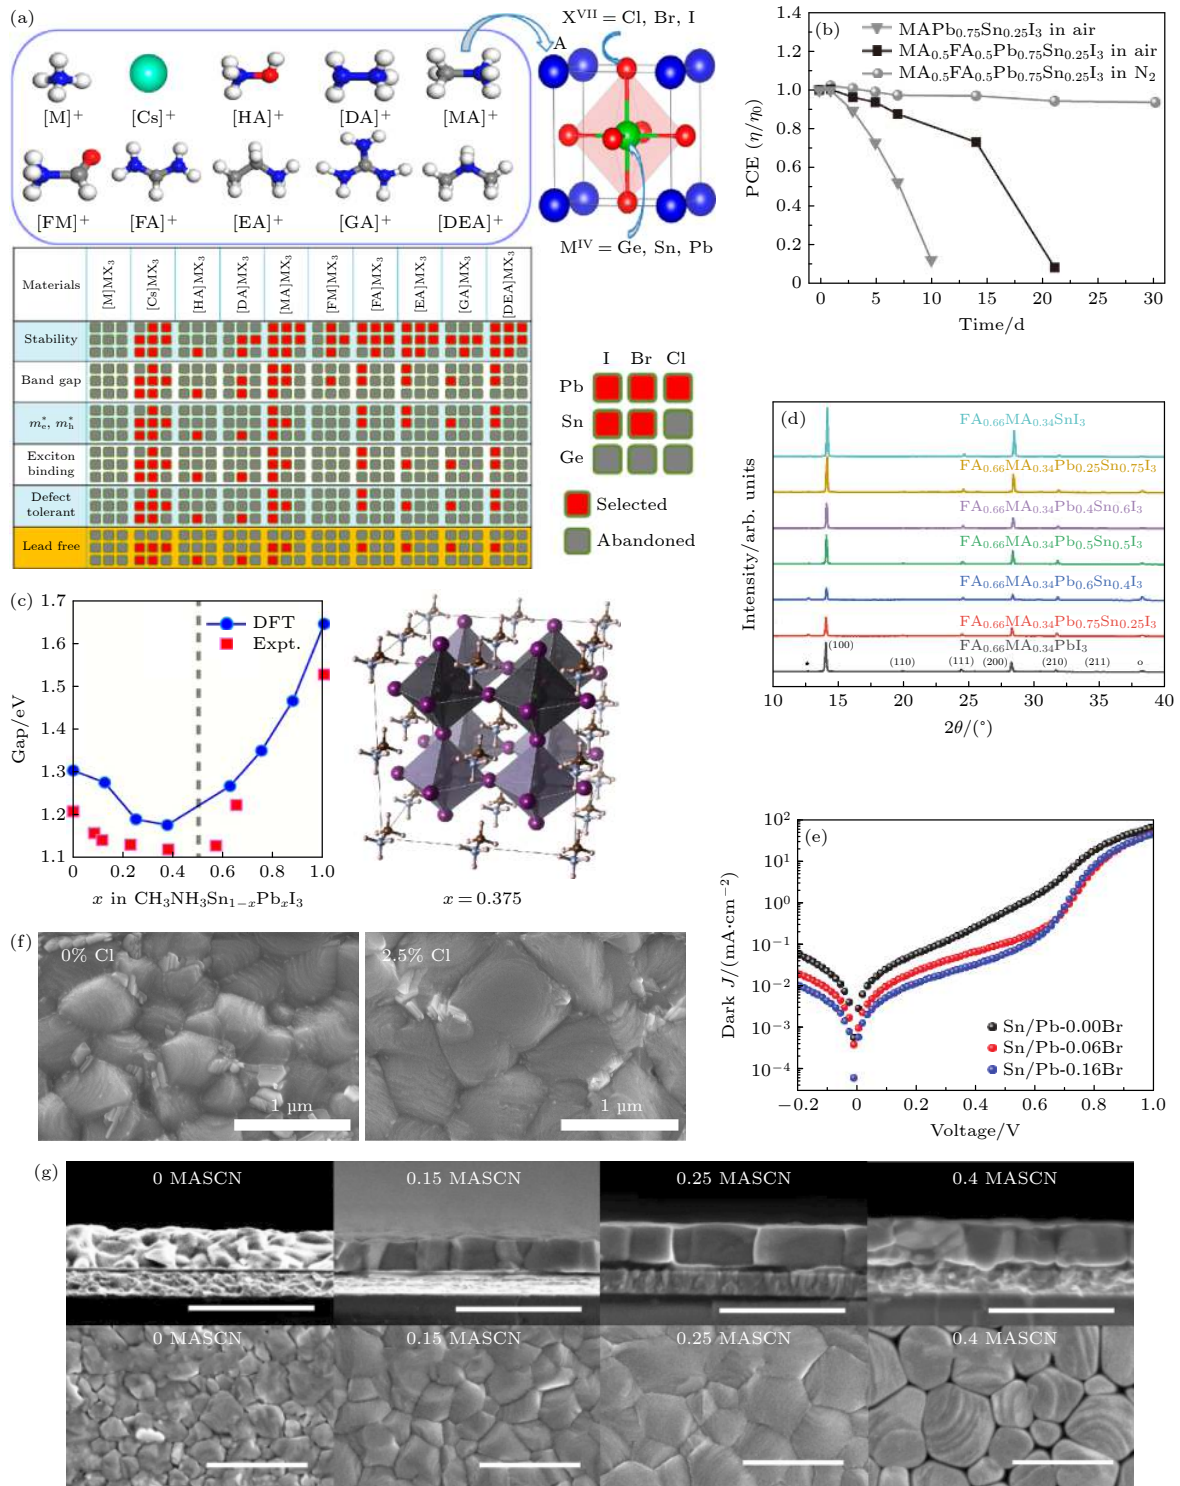 (a)
X^VII = Cl, Br, I
A
[M]⁺ [Cs]⁺ [HA]⁺ [DA]⁺ [MA]⁺
[FM]⁺ [FA]⁺ [EA]⁺ [GA]⁺ [DEA]⁺
M^IV = Ge, Sn, Pb
Materials
[M]MX₃
[Cs]MX₃
[HA]MX₃
[DA]MX₃
[MA]MX₃
[FM]MX₃
[FA]MX₃
[EA]MX₃
[GA]MX₃
[DEA]MX₃
Stability
Band gap
m*ₑ, m*ₕ
Exciton
binding
Defect
tolerant
Lead free
I Br Cl
Pb
Sn
Ge
Selected
Abandoned
(b)
MAPb₀.₇₅Sn₀.₂₅I₃ in air
MA₀.₅FA₀.₅Pb₀.₇₅Sn₀.₂₅I₃ in air
MA₀.₅FA₀.₅Pb₀.₇₅Sn₀.₂₅I₃ in N₂
PCE (η/η₀)
1.4
1.2
1.0
0.8
0.6
0.4
0.2
0
0 5 10 15 20 25 30
Time/d
(c)
Gap/eV
1.7
1.6
1.5
1.4
1.3
1.2
1.1
DFT
Expt.
0 0.2 0.4 0.6 0.8 1.0
x in CH₃NH₃Sn₁₋ₓPbₓI₃
x = 0.375
(d)
Intensity/arb. units
FA₀.₆₆MA₀.₃₄SnI₃
FA₀.₆₆MA₀.₃₄Pb₀.₂₅Sn₀.₇₅I₃
FA₀.₆₆MA₀.₃₄Pb₀.₄Sn₀.₆I₃
FA₀.₆₆MA₀.₃₄Pb₀.₅Sn₀.₅I₃
FA₀.₆₆MA₀.₃₄Pb₀.₆Sn₀.₄I₃
FA₀.₆₆MA₀.₃₄Pb₀.₇₅Sn₀.₂₅I₃
FA₀.₆₆MA₀.₃₄PbI₃
(100) (110) (111) (200) (210) (211)
10 15 20 25 30 35 40
2θ/(°)
(e)
Dark J/(mA·cm⁻²)
10²
10¹
10⁰
10⁻¹
10⁻²
10⁻³
10⁻⁴
Sn/Pb-0.00Br
Sn/Pb-0.06Br
Sn/Pb-0.16Br
−0.2 0 0.2 0.4 0.6 0.8 1.0
Voltage/V
(f)
0% Cl
1 μm
2.5% Cl
1 μm
(g)
0 MASCN 0.15 MASCN 0.25 MASCN 0.4 MASCN
0 MASCN 0.15 MASCN 0.25 MASCN 0.4 MASCN